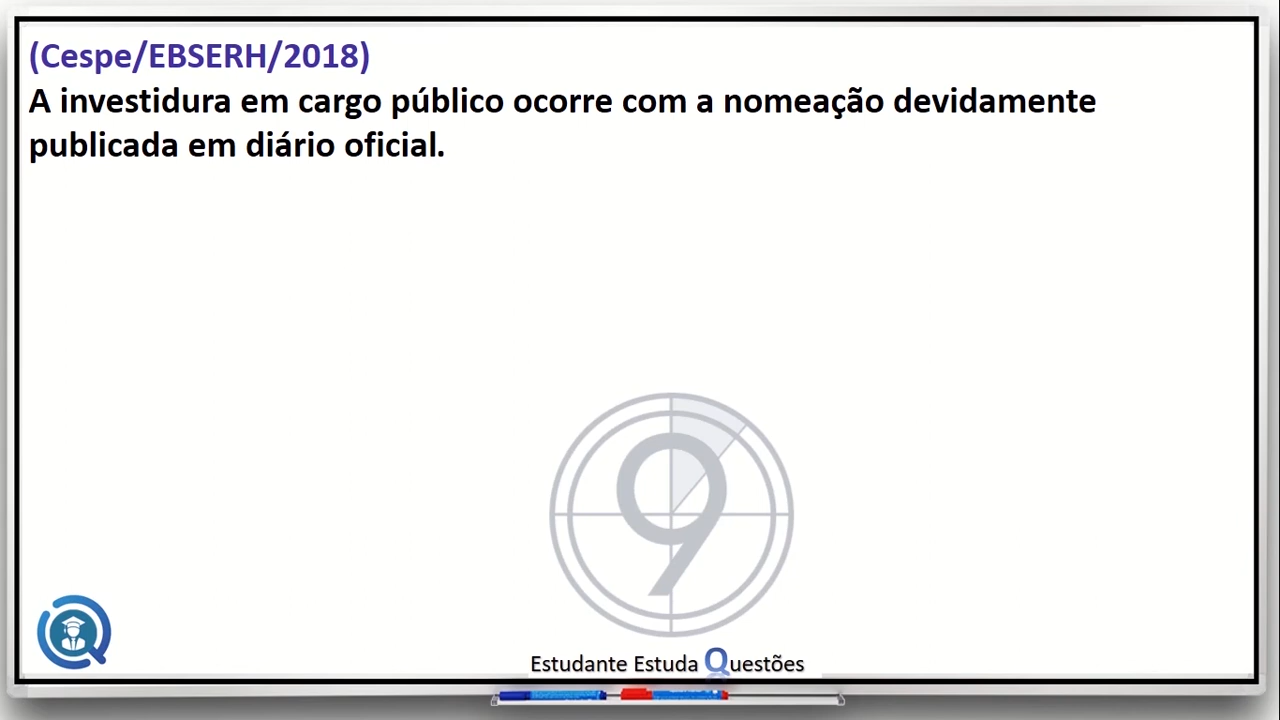 (Cespe/EBSERH/2018)
A investidura em cargo público ocorre com a nomeação devidamente
publicada em diário oficial.
9
Estudante Estuda Questões